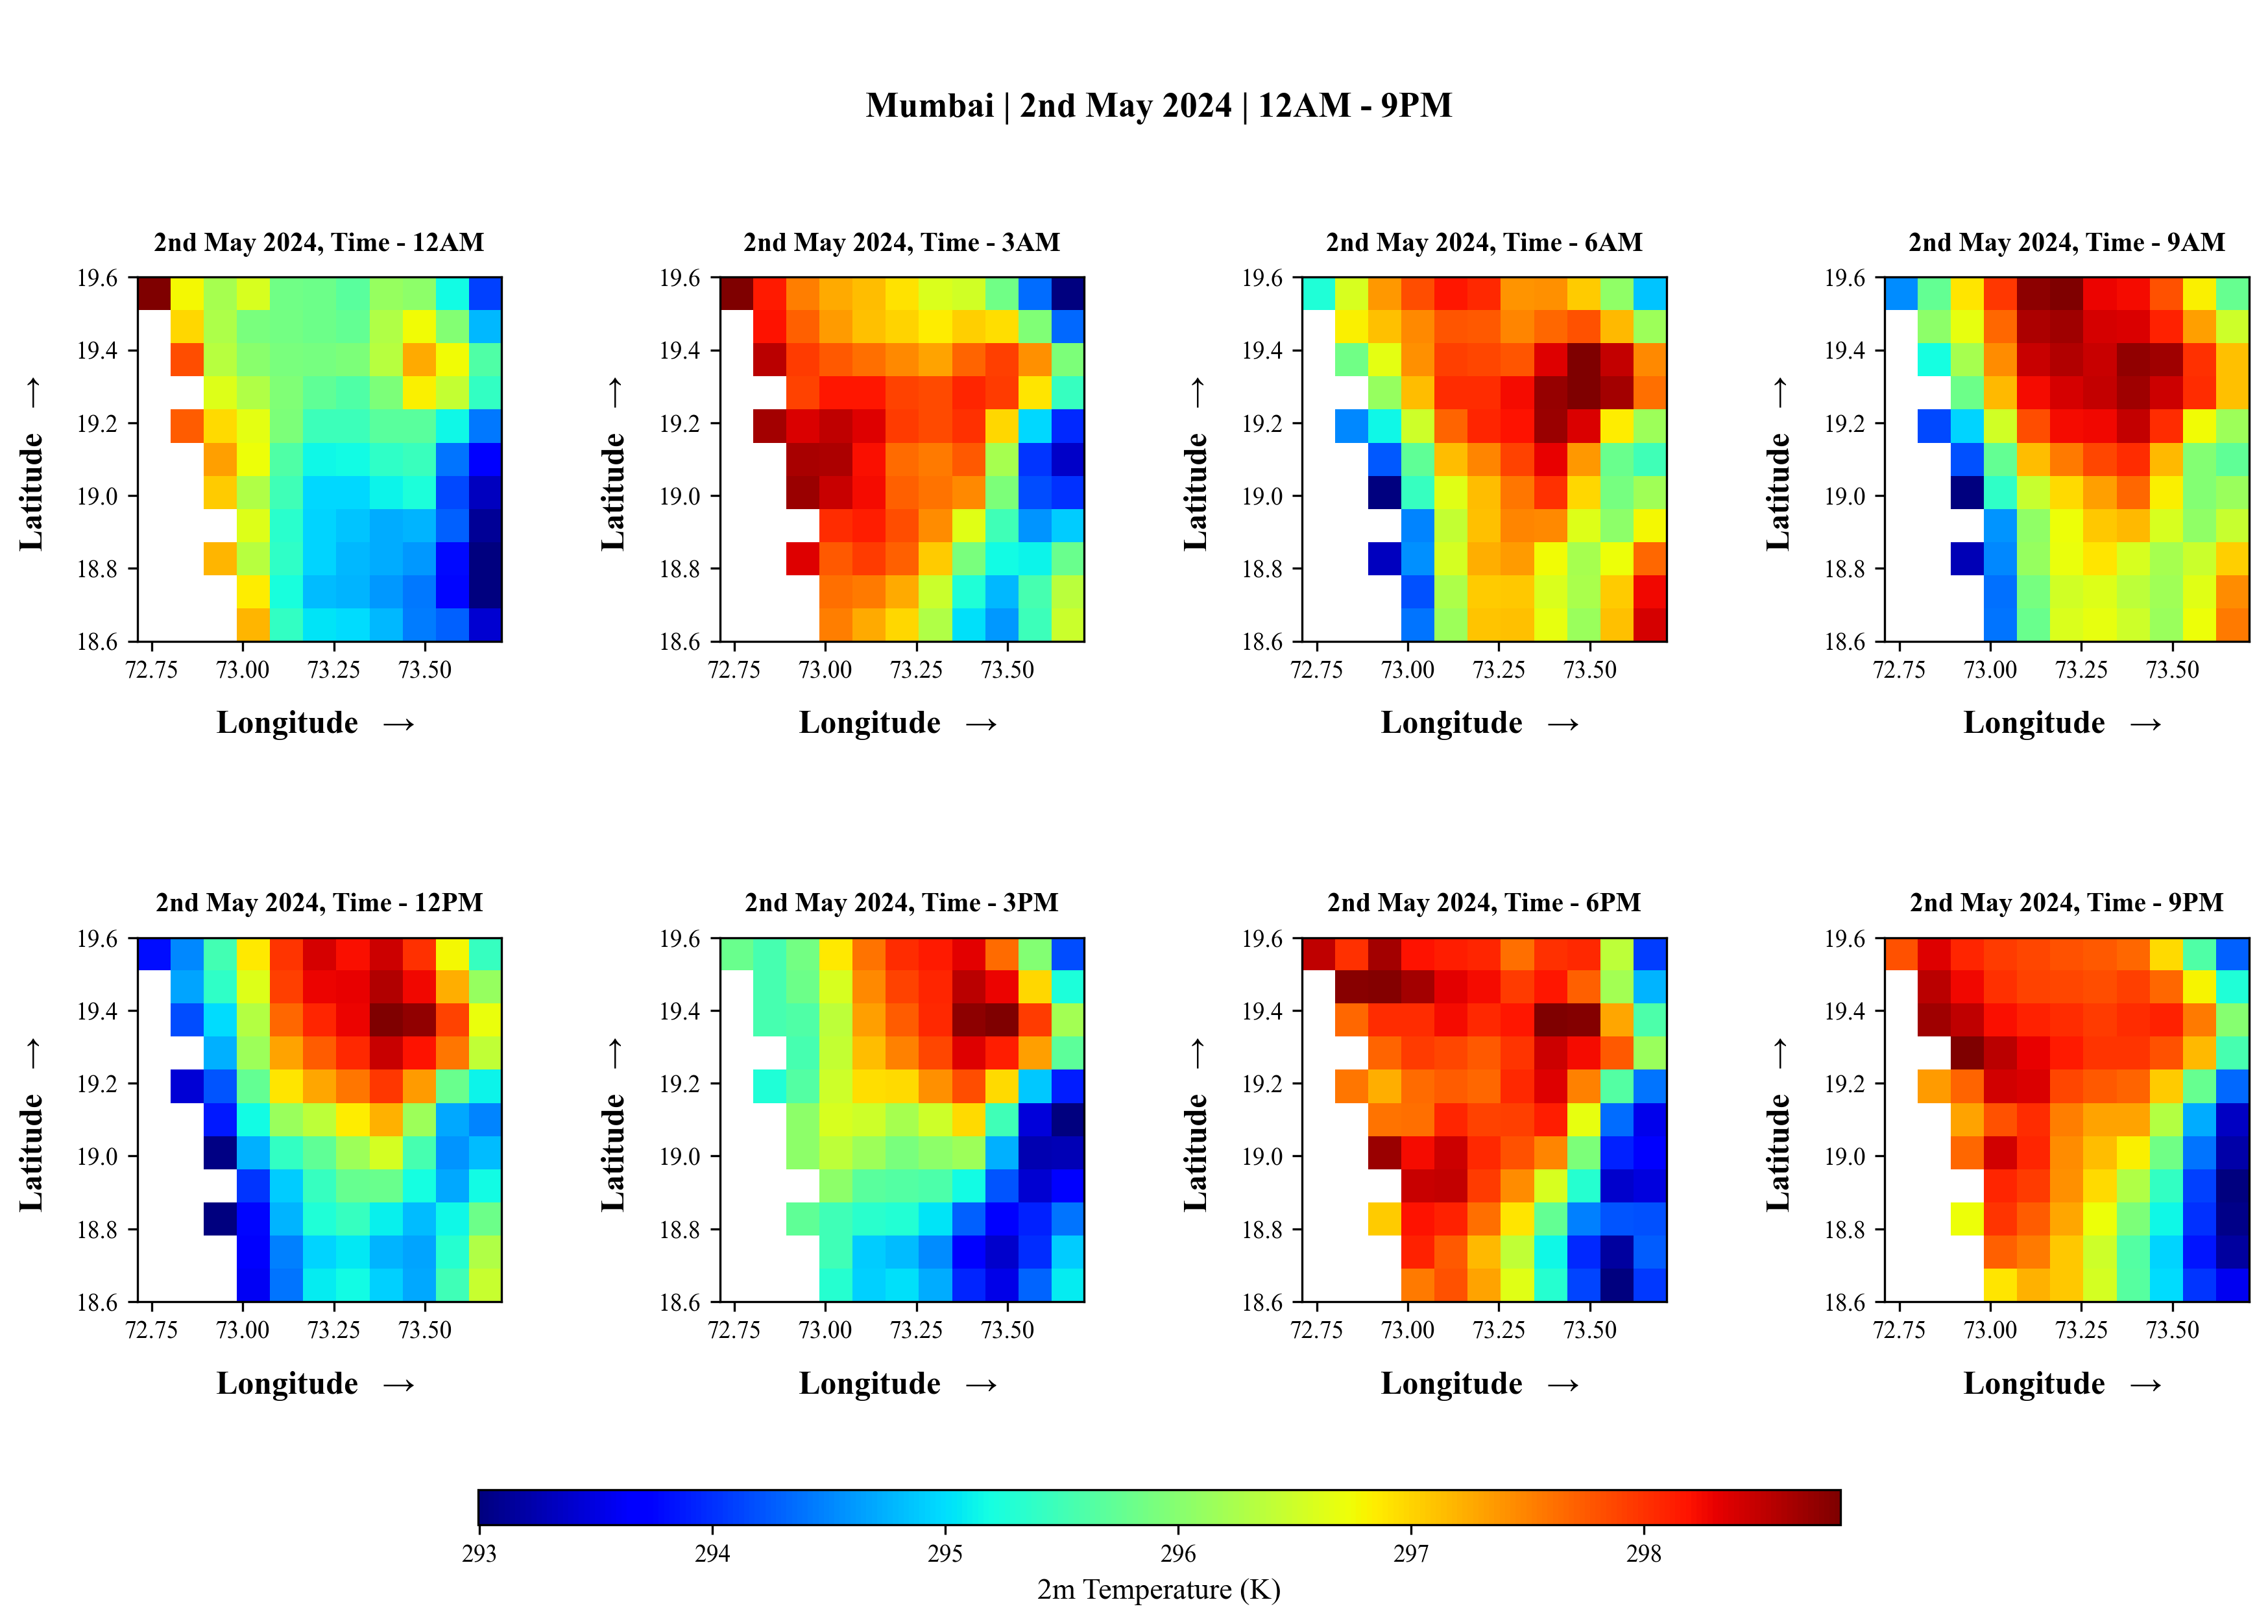 Mumbai | 2nd May 2024 | 12AM - 9PM
2nd May 2024, Time - 12AM
2nd May 2024, Time - 3AM
2nd May 2024, Time - 6AM
2nd May 2024, Time - 9AM
19.6 19.6 19.6 19.6
19.4 19.4 19.4 19.4
19.2 19.2 19.2 19.2
19.0 19.0 19.0 19.0
18.8 18.8 18.8 18.8
18.6 18.6 18.6 18.6
Latitude →
Latitude →
Latitude →
Latitude →
72.75 73.00 73.25 73.50
72.75 73.00 73.25 73.50
72.75 73.00 73.25 73.50
72.75 73.00 73.25 73.50
Longitude →
Longitude →
Longitude →
Longitude →
2nd May 2024, Time - 12PM
2nd May 2024, Time - 3PM
2nd May 2024, Time - 6PM
2nd May 2024, Time - 9PM
19.6 19.6 19.6 19.6
19.4 19.4 19.4 19.4
19.2 19.2 19.2 19.2
19.0 19.0 19.0 19.0
18.8 18.8 18.8 18.8
18.6 18.6 18.6 18.6
Latitude →
Latitude →
Latitude →
Latitude →
72.75 73.00 73.25 73.50
72.75 73.00 73.25 73.50
72.75 73.00 73.25 73.50
72.75 73.00 73.25 73.50
Longitude →
Longitude →
Longitude →
Longitude →
293 294 295 296 297 298
2m Temperature (K)